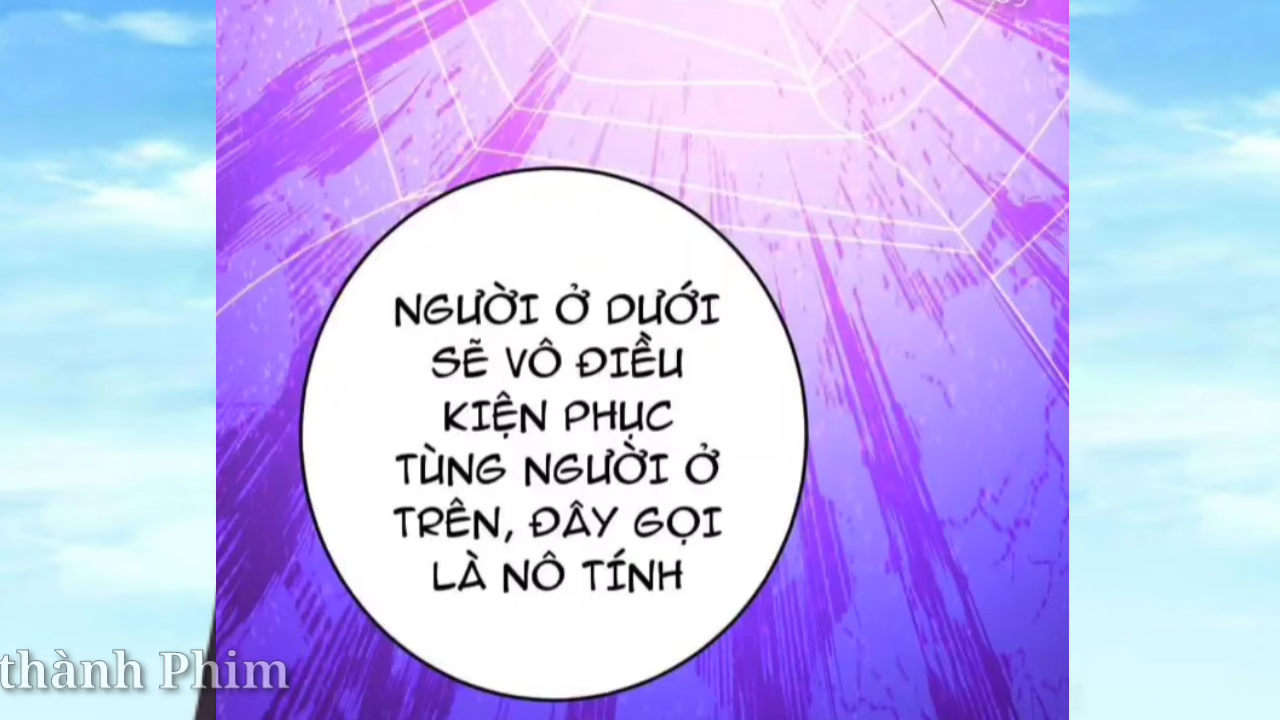 NGƯỜI Ở DƯỚI
SẼ VÔ ĐIỀU
KIỆN PHỤC
TÙNG NGƯỜI Ở
TRÊN, ĐÂY GỌI
LÀ NÔ TÍNH
thành Phim